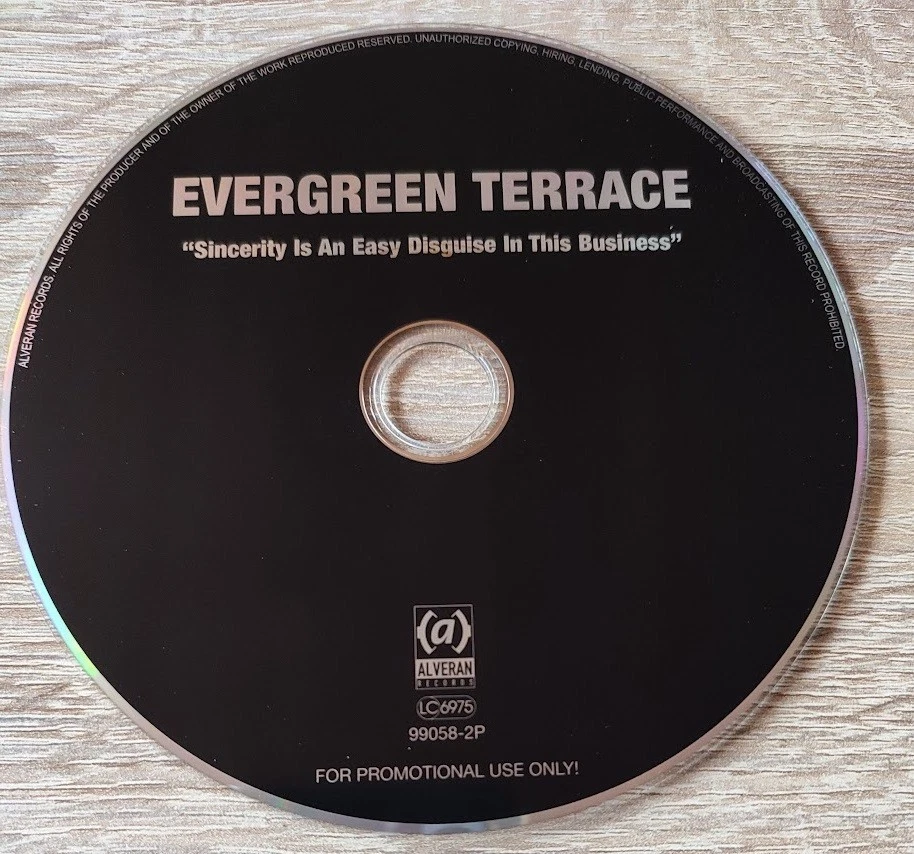 ALVERAN RECORDS. ALL RIGHTS OF THE PRODUCER AND OF THE OWNER OF THE WORK REPRODUCED RESERVED. UNAUTHORIZED COPYING, HIRING, LENDING, PUBLIC PERFORMANCE AND BROADCASTING OF THIS RECORD PROHIBITED.
EVERGREEN TERRACE
“Sincerity Is An Easy Disguise In This Business”
(a)
ALVERAN
RECORDS
LC6975
99058-2P
FOR PROMOTIONAL USE ONLY!